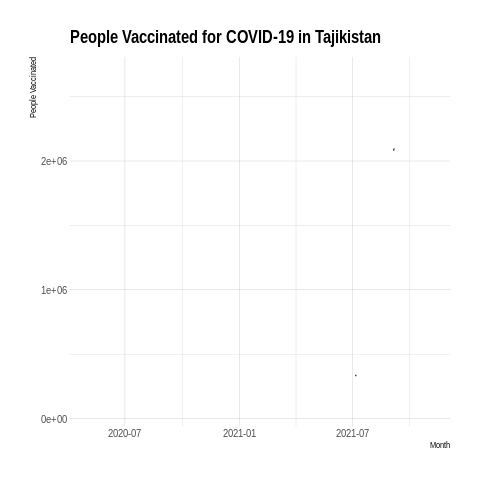 People Vaccinated for COVID-19 in Tajikistan
People Vaccinated
2e+06
1e+06
0e+00
2020-07 2021-01 2021-07
Month